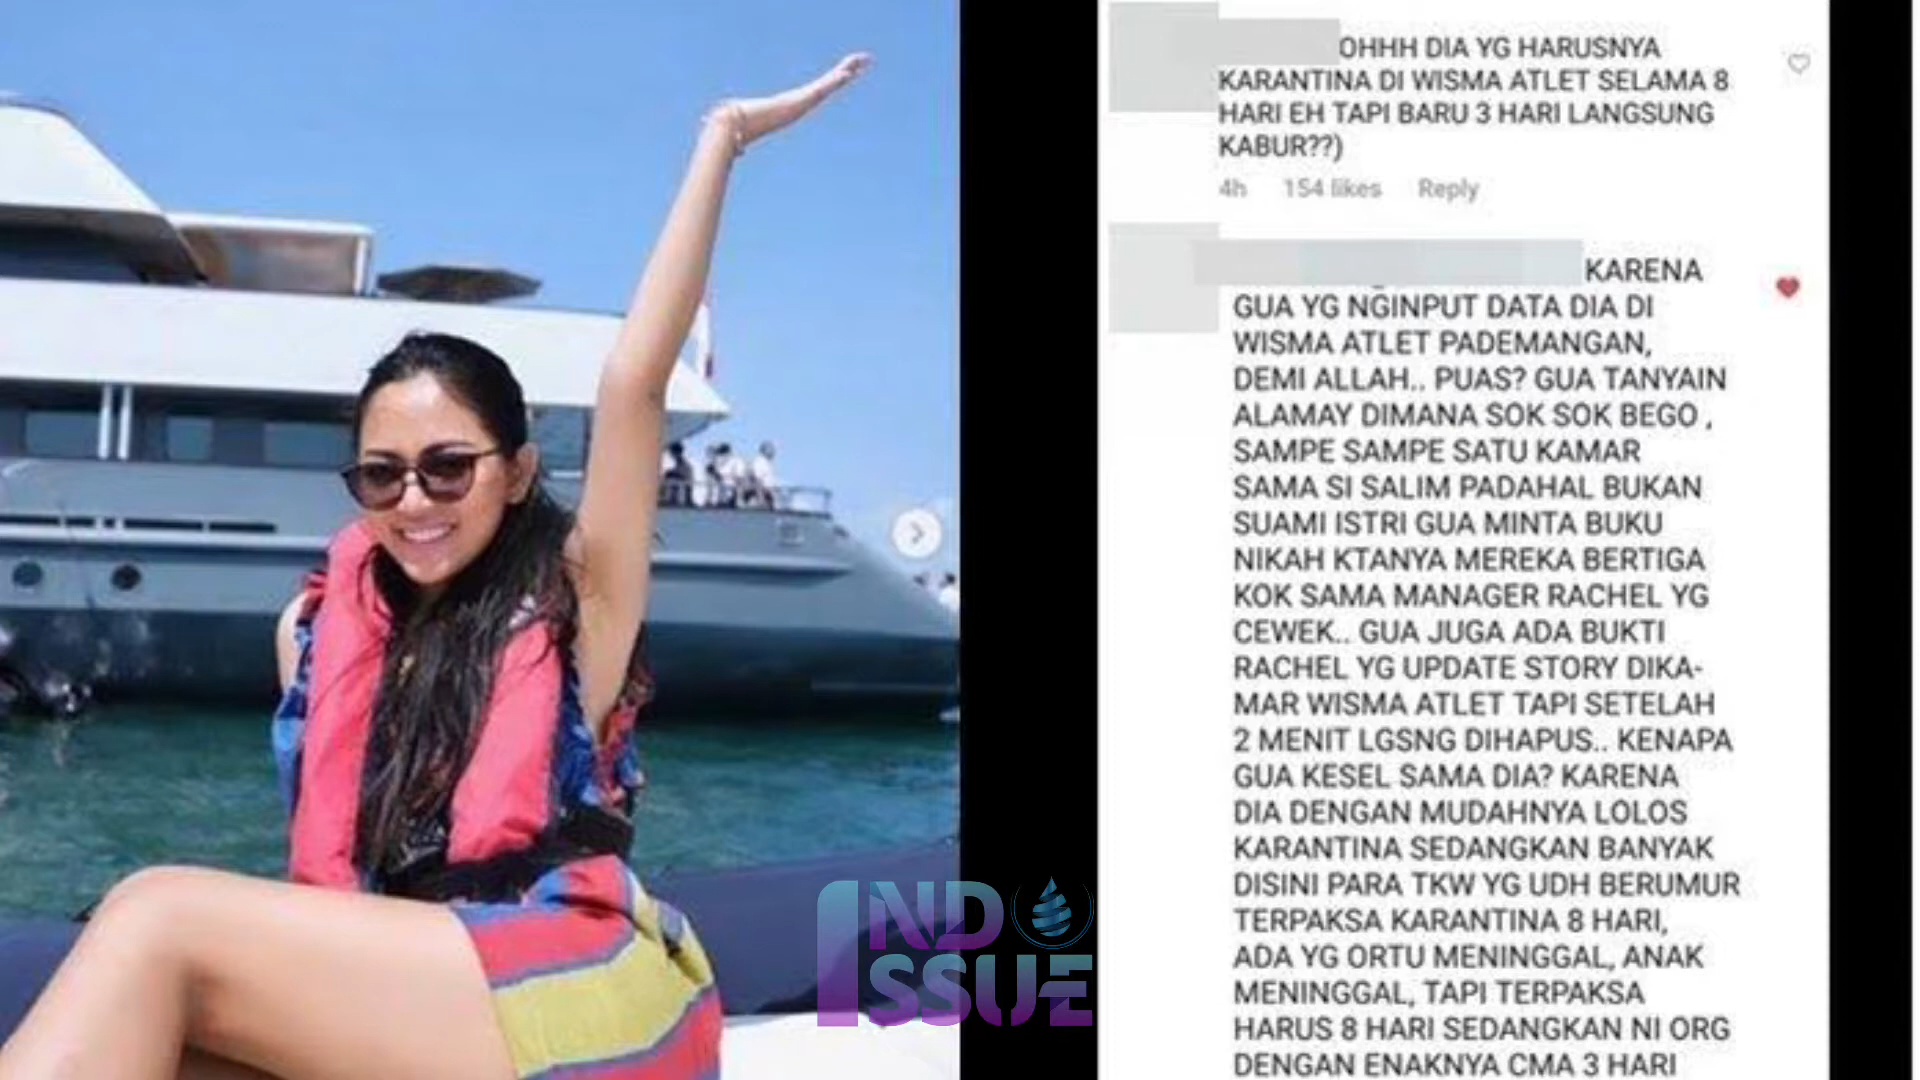 OHHH DIA YG HARUSNYA
KARANTINA DI WISMA ATLET SELAMA 8
HARI EH TAPI BARU 3 HARI LANGSUNG
KABUR??)
4h 154 likes Reply
KARENA
GUA YG NGINPUT DATA DIA DI
WISMA ATLET PADEMANGAN,
DEMI ALLAH.. PUAS? GUA TANYAIN
ALAMAY DIMANA SOK SOK BEGO ,
SAMPE SAMPE SATU KAMAR
SAMA SI SALIM PADAHAL BUKAN
SUAMI ISTRI GUA MINTA BUKU
NIKAH KTANYA MEREKA BERTIGA
KOK SAMA MANAGER RACHEL YG
CEWEK.. GUA JUGA ADA BUKTI
RACHEL YG UPDATE STORY DIKA-
MAR WISMA ATLET TAPI SETELAH
2 MENIT LGSNG DIHAPUS.. KENAPA
GUA KESEL SAMA DIA? KARENA
DIA DENGAN MUDAHNYA LOLOS
KARANTINA SEDANGKAN BANYAK
DISINI PARA TKW YG UDH BERUMUR
TERPAKSA KARANTINA 8 HARI,
ADA YG ORTU MENINGGAL, ANAK
MENINGGAL, TAPI TERPAKSA
HARUS 8 HARI SEDANGKAN NI ORG
DENGAN ENAKNYA CMA 3 HARI
INDO
ISSUE